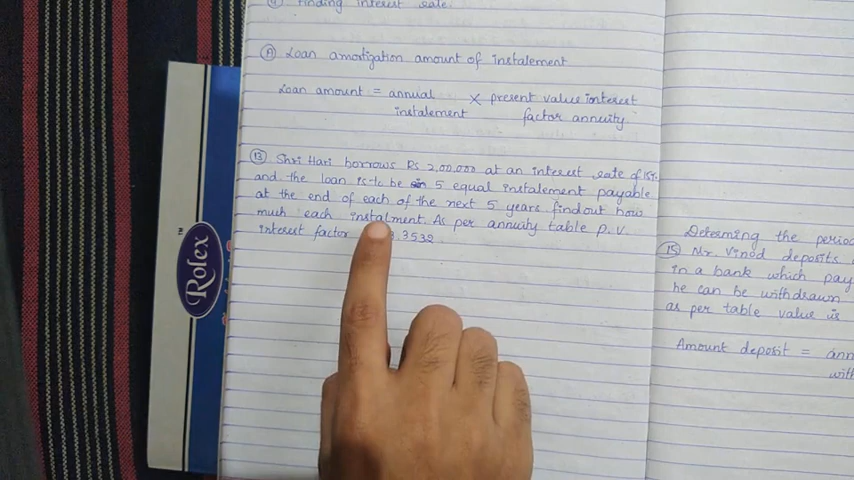 ④ Finding interest rate.
Ⓐ Loan amortization amount of instalement
Loan amount = annual × present value interest
instalement factor annuity
⑬ Shri Hari borrows Rs 2,00,000 at an interest rate of 15%
and the loan is to be in 5 equal instalement payable
at the end of each of the next 5 years find out how
much each instalment. As per annuity table P.V.
interest factor 3.3532.
Rolex
TM
Determing the period
⑮ Mr. Vinod deposits
in a bank which pay
he can be withdrawn
as per table value is
Amount deposit = ann
with